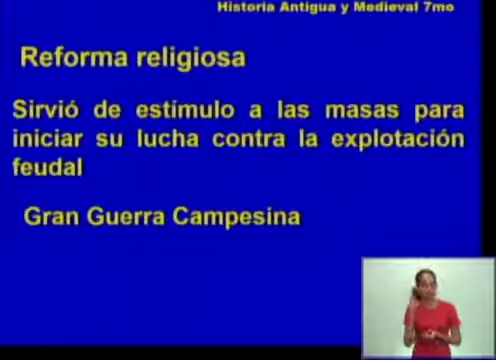 Historia Antigua y Medieval 7mo
Reforma religiosa
Sirvió de estímulo a las masas para
iniciar su lucha contra la explotación
feudal
Gran Guerra Campesina